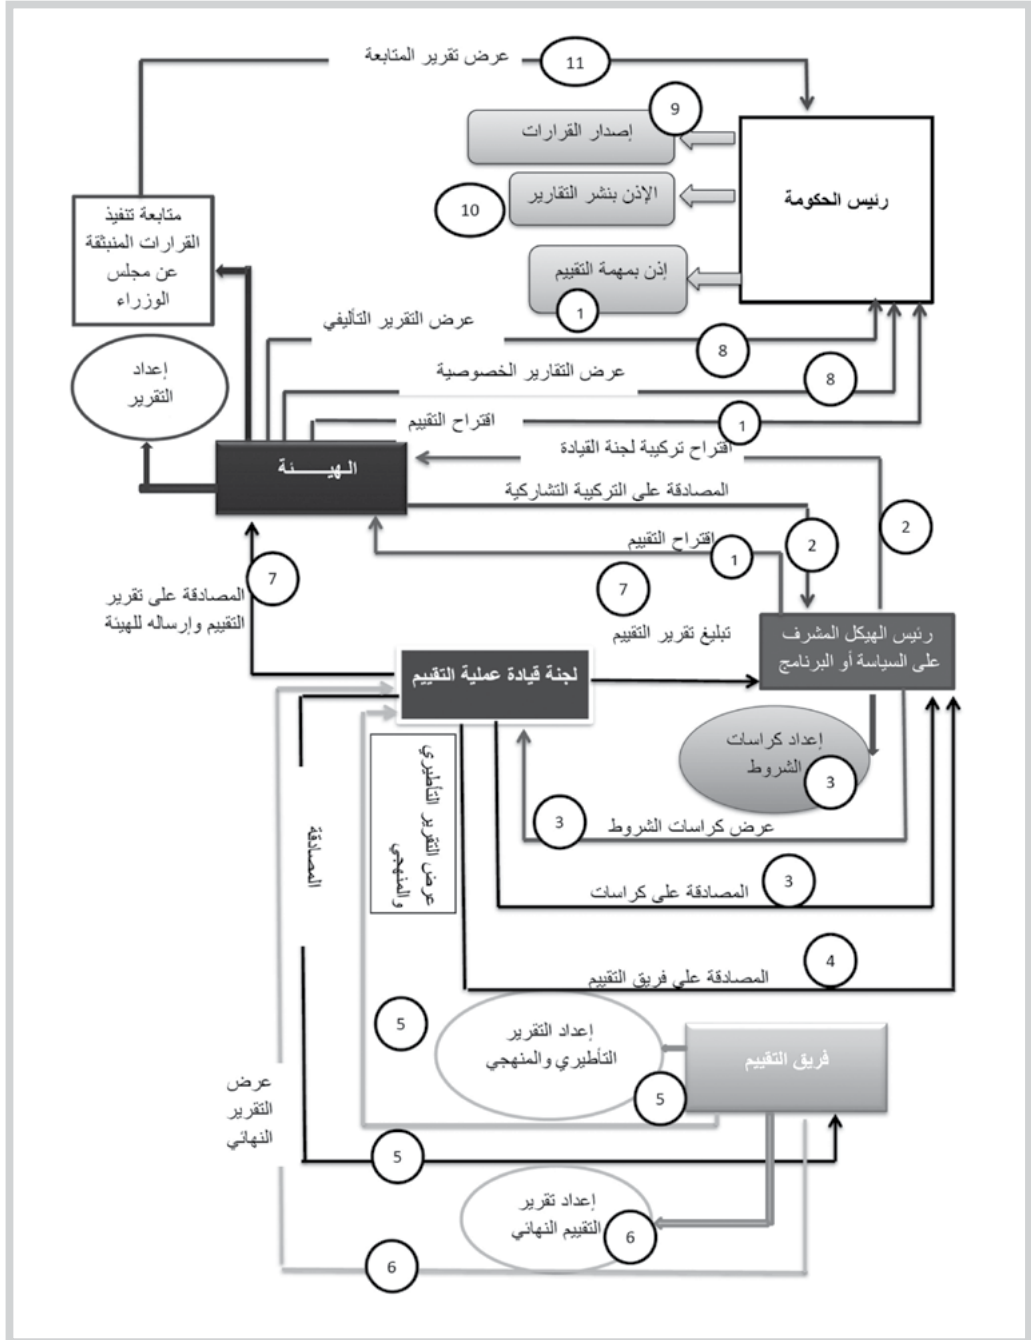 عرض تقرير المتابعة
11
9
إصدار القرارات
رئيس الحكومة
الإذن بنشر التقارير
10
متابعة تنفيذ
القرارات المنبثقة
عن مجلس
الوزراء
إذن بمهمة التقييم
1
عرض التقرير التأليفي
8
إعداد
التقرير
عرض التقارير الخصوصية
8
اقتراح التقييم
1
اقتراح تركيبة لجنة القيادة
الـهيـــــــئة
المصادقة على التركيبة التشاركية
2
2
اقتراح التقييم
1
7
7
المصادقة على تقرير
التقييم وإرساله للهيئة
تبليغ تقرير التقييم
رئيس الهيكل المشرف
على السياسة أو البرنامج
لجنة قيادة عملية التقييم
إعداد كراسات
الشروط
3
عرض التقرير التأطيري
والمنهجي
المصادقة
3
عرض كراسات الشروط
3
المصادقة على كراسات
4
المصادقة على فريق التقييم
5
إعداد التقرير
التأطيري والمنهجي
5
فريق التقييم
عرض
التقرير
النهائي
5
إعداد تقرير
التقييم النهائي
6
6